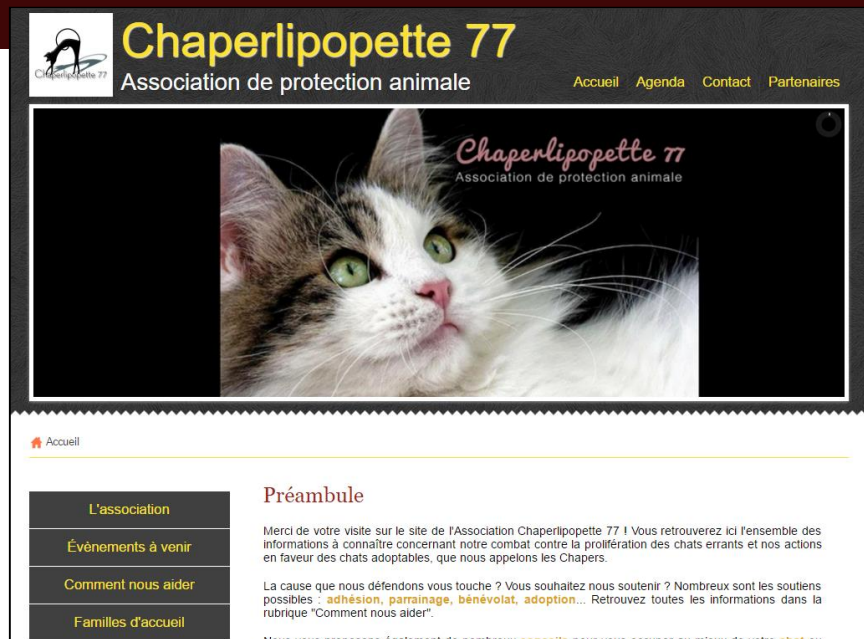 Chaperlipopette 77
Chaperlipopette 77
Association de protection animale
Accueil Agenda Contact Partenaires
Chaperlipopette 77
Association de protection animale
Accueil
L'association
Évènements à venir
Comment nous aider
Familles d'accueil
Préambule
Merci de votre visite sur le site de l'Association Chaperlipopette 77 ! Vous retrouverez ici l'ensemble des
informations à connaître concernant notre combat contre la prolifération des chats errants et nos actions
en faveur des chats adoptables, que nous appelons les Chapers.
La cause que nous défendons vous touche ? Vous souhaitez nous soutenir ? Nombreux sont les soutiens
possibles : adhésion, parrainage, bénévolat, adoption... Retrouvez toutes les informations dans la
rubrique "Comment nous aider".